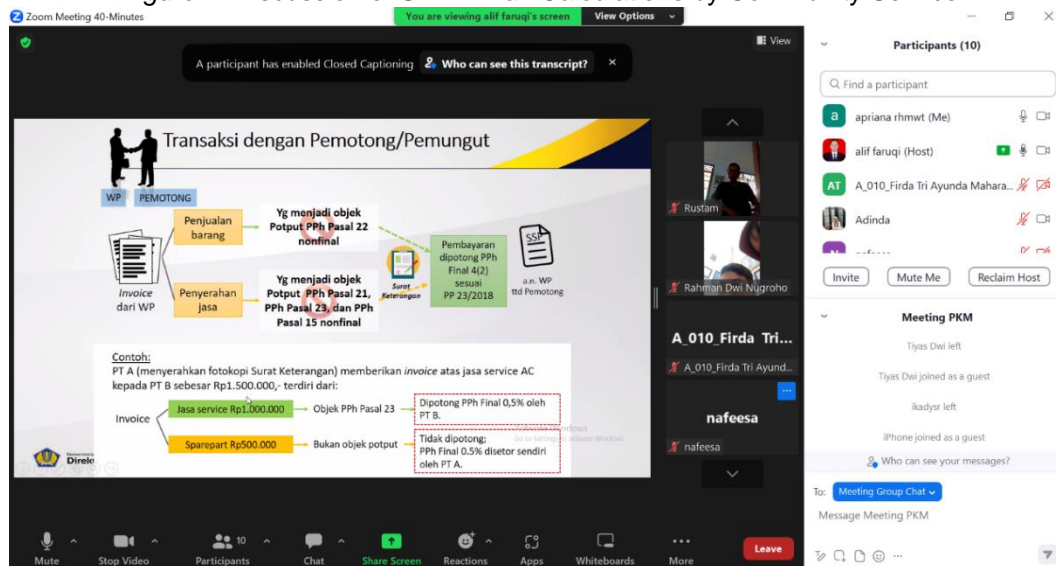 Zoom Meeting 40-Minutes
You are viewing alif faruqi's screen
View Options
View
A participant has enabled Closed Captioning
Who can see this transcript?
Transaksi dengan Pemotong/Pemungut
WP
PEMOTONG
Invoice
dari WP
Penjualan
barang
Yg menjadi objek
Potput PPh Pasal 22
nonfinal
Penyerahan
jasa
Yg menjadi objek
Potput PPh Pasal 21,
PPh Pasal 23, dan PPh
Pasal 15 nonfinal
Surat
Keterangan
Pembayaran
dipotong PPh
Final 4(2)
sesuai
PP 23/2018
SSP
a.n. WP
ttd Pemotong
Contoh:
PT A (menyerahkan fotokopi Surat Keterangan) memberikan invoice atas jasa service AC
kepada PT B sebesar Rp1.500.000,- terdiri dari:
Invoice
Jasa service Rp1.000.000
Objek PPh Pasal 23
Dipotong PPh Final 0,5% oleh
PT B.
Sparepart Rp500.000
Bukan objek potput
Tidak dipotong;
PPh Final 0.5% disetor sendiri
oleh PT A.
Rustam
Rahman Dwi Nugroho
A_010_Firda Tri...
A_010_Firda Tri Ayund...
nafeesa
nafeesa
Participants (10)
Find a participant
a
apriana rhmwt (Me)
alif faruqi (Host)
AT
A_010_Firda Tri Ayunda Mahara...
Adinda
Invite
Mute Me
Reclaim Host
Meeting PKM
Tiyas Dwi left
Tiyas Dwi joined as a guest
ikadysr left
iPhone joined as a guest
Who can see your messages?
To:
Meeting Group Chat
Message Meeting PKM
Mute
Stop Video
10
Participants
Chat
Share Screen
Reactions
Apps
Whiteboards
More
Leave